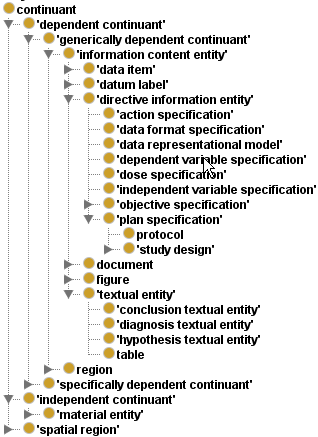 continuant
'dependent continuant'
'generically dependent continuant'
'information content entity'
'data item'
'datum label'
'directive information entity'
'action specification'
'data format specification'
'data representational model'
'dependent variable specification'
'dose specification'
'independent variable specification'
'objective specification'
'plan specification'
protocol
'study design'
document
figure
'textual entity'
'conclusion textual entity'
'diagnosis textual entity'
'hypothesis textual entity'
table
region
'specifically dependent continuant'
'independent continuant'
'material entity'
'spatial region'